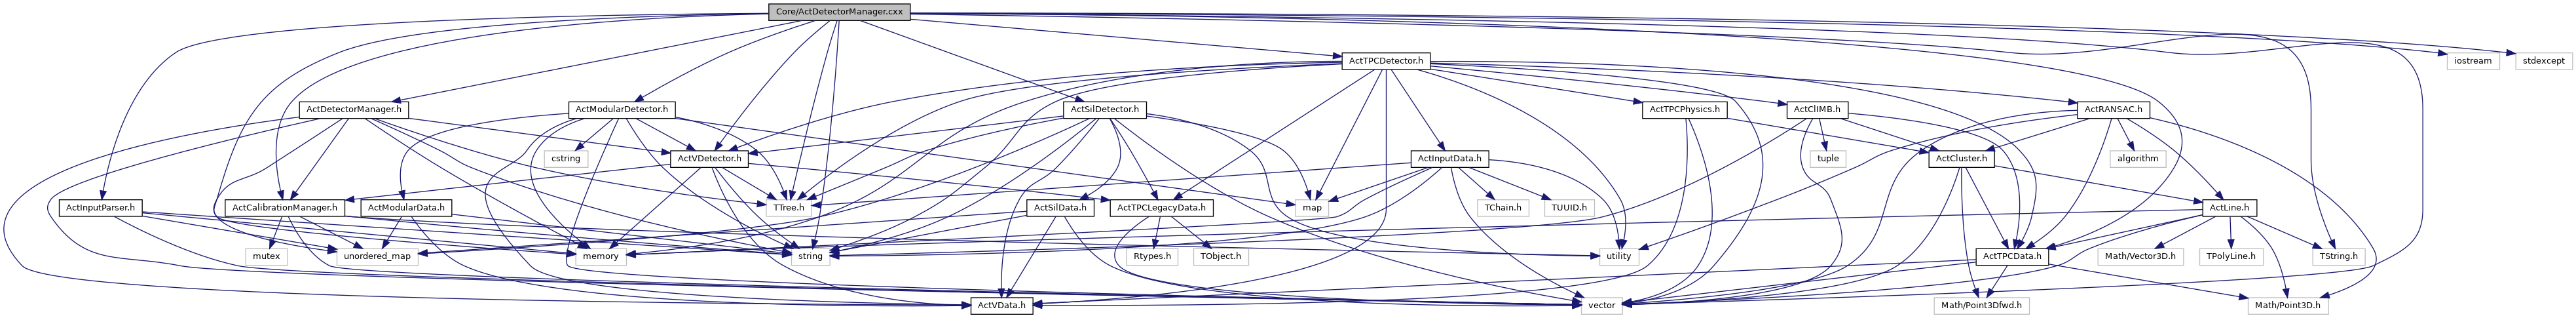 Core/ActDetectorManager.cxx
ActTPCDetector.h
iostream
stdexcept
ActDetectorManager.h
ActModularDetector.h
ActSilDetector.h
ActTPCPhysics.h
ActClIMB.h
ActRANSAC.h
cstring
ActVDetector.h
ActInputData.h
tuple
ActCluster.h
algorithm
ActInputParser.h
ActCalibrationManager.h
ActModularData.h
TTree.h
ActSilData.h
ActTPCLegacyData.h
map
TChain.h
TUUID.h
ActLine.h
mutex
unordered_map
memory
string
Rtypes.h
TObject.h
utility
ActTPCData.h
Math/Vector3D.h
TPolyLine.h
TString.h
ActVData.h
vector
Math/Point3Dfwd.h
Math/Point3D.h